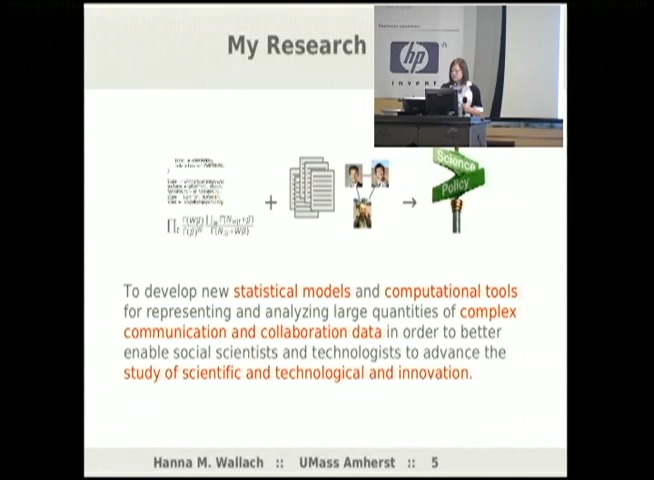 My Research
hp
invent
+
→
Science
Policy
To develop new statistical models and computational tools
for representing and analyzing large quantities of complex
communication and collaboration data in order to better
enable social scientists and technologists to advance the
study of scientific and technological and innovation.
Hanna M. Wallach :: UMass Amherst :: 5